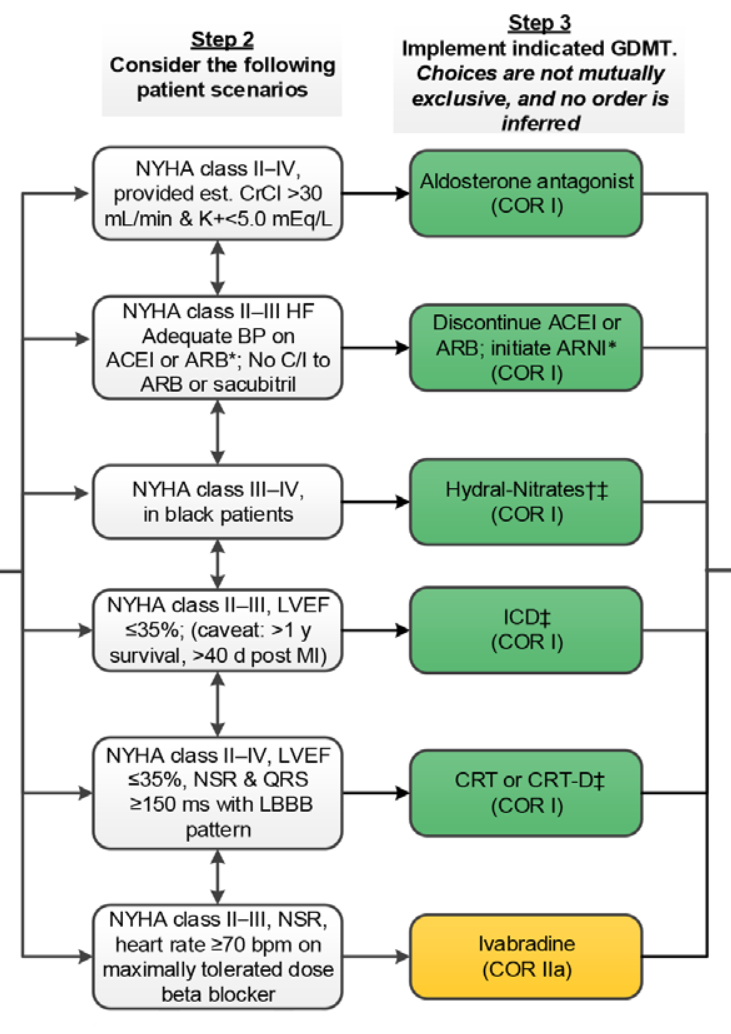 Step 2
Consider the following
patient scenarios
Step 3
Implement indicated GDMT.
Choices are not mutually
exclusive, and no order is
inferred
NYHA class II–IV,
provided est. CrCl >30
mL/min & K+<5.0 mEq/L
Aldosterone antagonist
(COR I)
NYHA class II–III HF
Adequate BP on
ACEI or ARB*; No C/I to
ARB or sacubitril
Discontinue ACEI or
ARB; initiate ARNI*
(COR I)
NYHA class III–IV,
in black patients
Hydral-Nitrates†‡
(COR I)
NYHA class II–III, LVEF
≤35%; (caveat: >1 y
survival, >40 d post MI)
ICD‡
(COR I)
NYHA class II–IV, LVEF
≤35%, NSR & QRS
≥150 ms with LBBB
pattern
CRT or CRT-D‡
(COR I)
NYHA class II–III, NSR,
heart rate ≥70 bpm on
maximally tolerated dose
beta blocker
Ivabradine
(COR IIa)